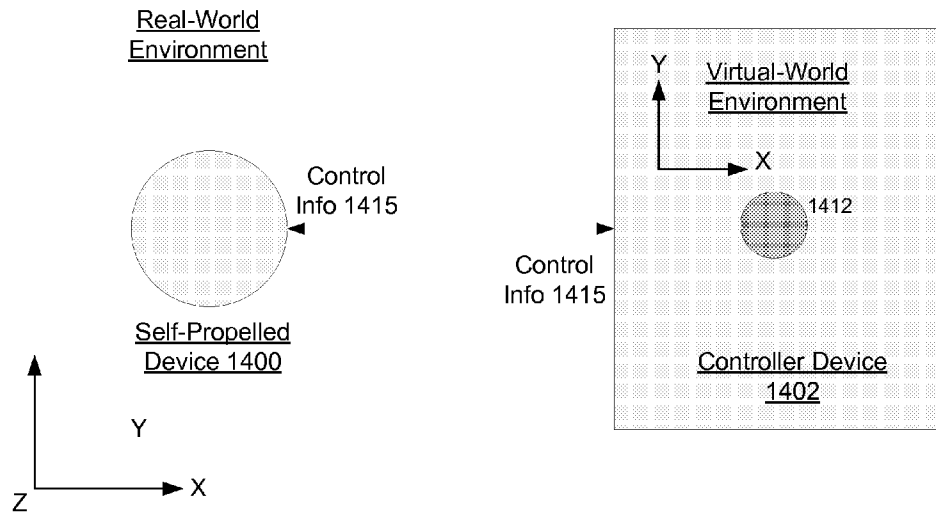 Real-World
Environment
Control
Info 1415
Self-Propelled
Device 1400
Y
X
Z
Y
Virtual-World
Environment
X
1412
Control
Info 1415
Controller Device
1402